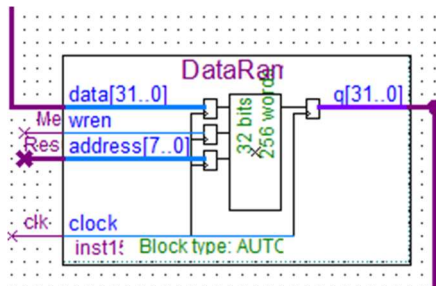 DataRam
data[31..0]
q[31..0]
Me
wren
Res
address[7..0]
32 bits
256 words
clk
clock
inst15
Block type: AUTO